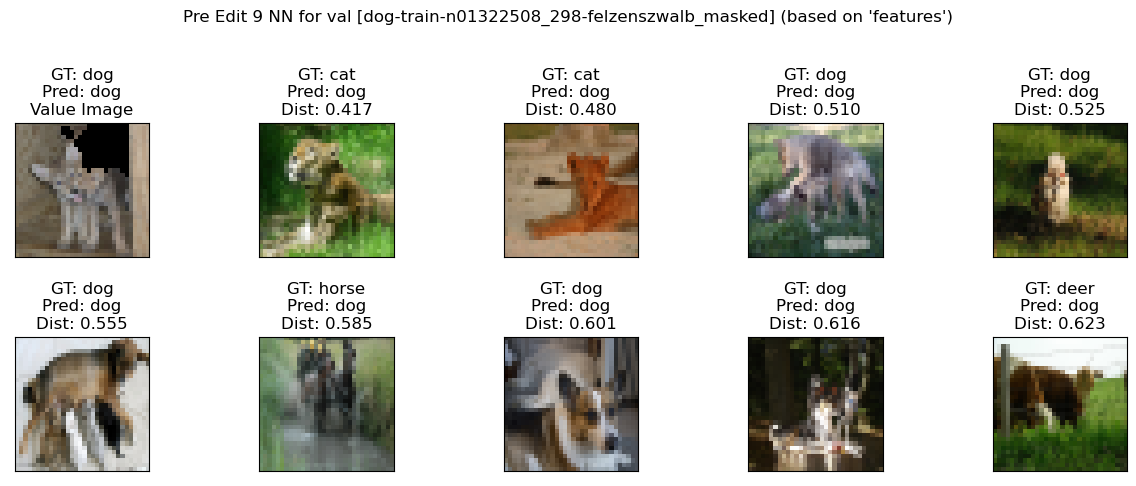 Pre Edit 9 NN for val [dog-train-n01322508_298-felzenszwalb_masked] (based on 'features')
GT: dog
Pred: dog
Value Image
GT: cat
Pred: dog
Dist: 0.417
GT: cat
Pred: dog
Dist: 0.480
GT: dog
Pred: dog
Dist: 0.510
GT: dog
Pred: dog
Dist: 0.525
GT: dog
Pred: dog
Dist: 0.555
GT: horse
Pred: dog
Dist: 0.585
GT: dog
Pred: dog
Dist: 0.601
GT: dog
Pred: dog
Dist: 0.616
GT: deer
Pred: dog
Dist: 0.623